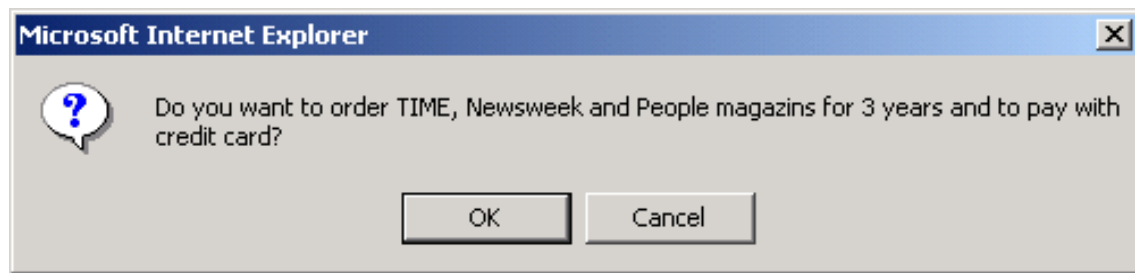 Microsoft Internet Explorer
Do you want to order TIME, Newsweek and People magazins for 3 years and to pay with
credit card?
OK
Cancel